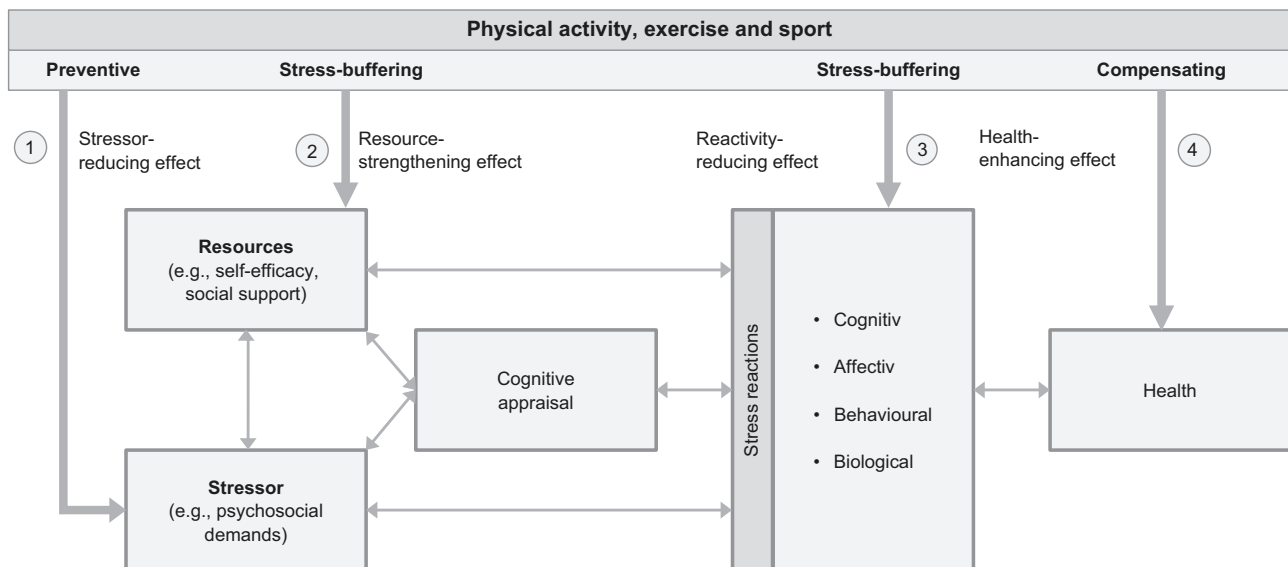 Physical activity, exercise and sport
Preventive
Stress-buffering
Stress-buffering
Compensating
1
Stressor-
reducing effect
2
Resource-
strengthening effect
Reactivity-
reducing effect
3
Health-
enhancing effect
4
Resources
(e.g., self-efficacy,
social support)
Cognitive
appraisal
Stressor
(e.g., psychosocial
demands)
Stress reactions
• Cognitiv
• Affectiv
• Behavioural
• Biological
Health